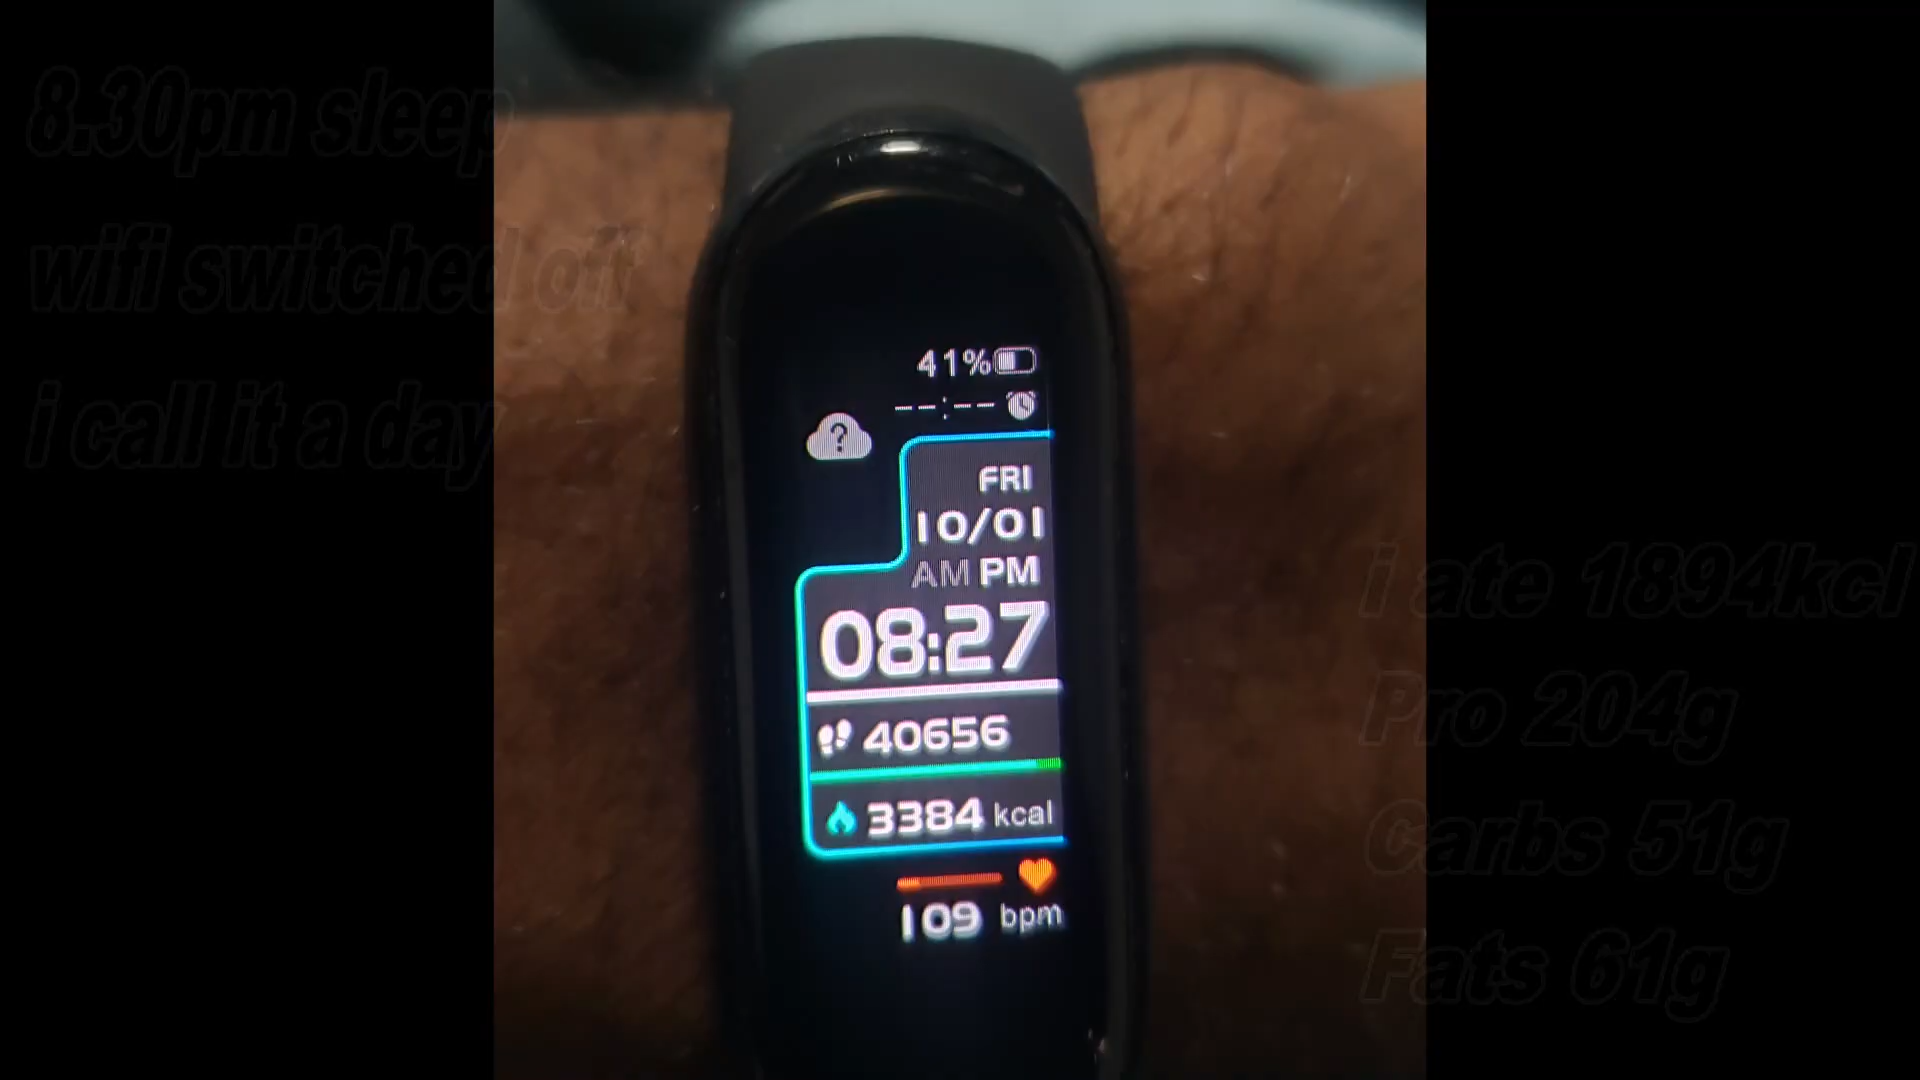 8.30pm sleep
wifi switched off
i call it a day
41%
--:--
?
FRI
10/01
AM PM
08:27
40656
3384 kcal
109 bpm
i ate 1894kcl
Pro 204g
Carbs 51g
Fats 61g